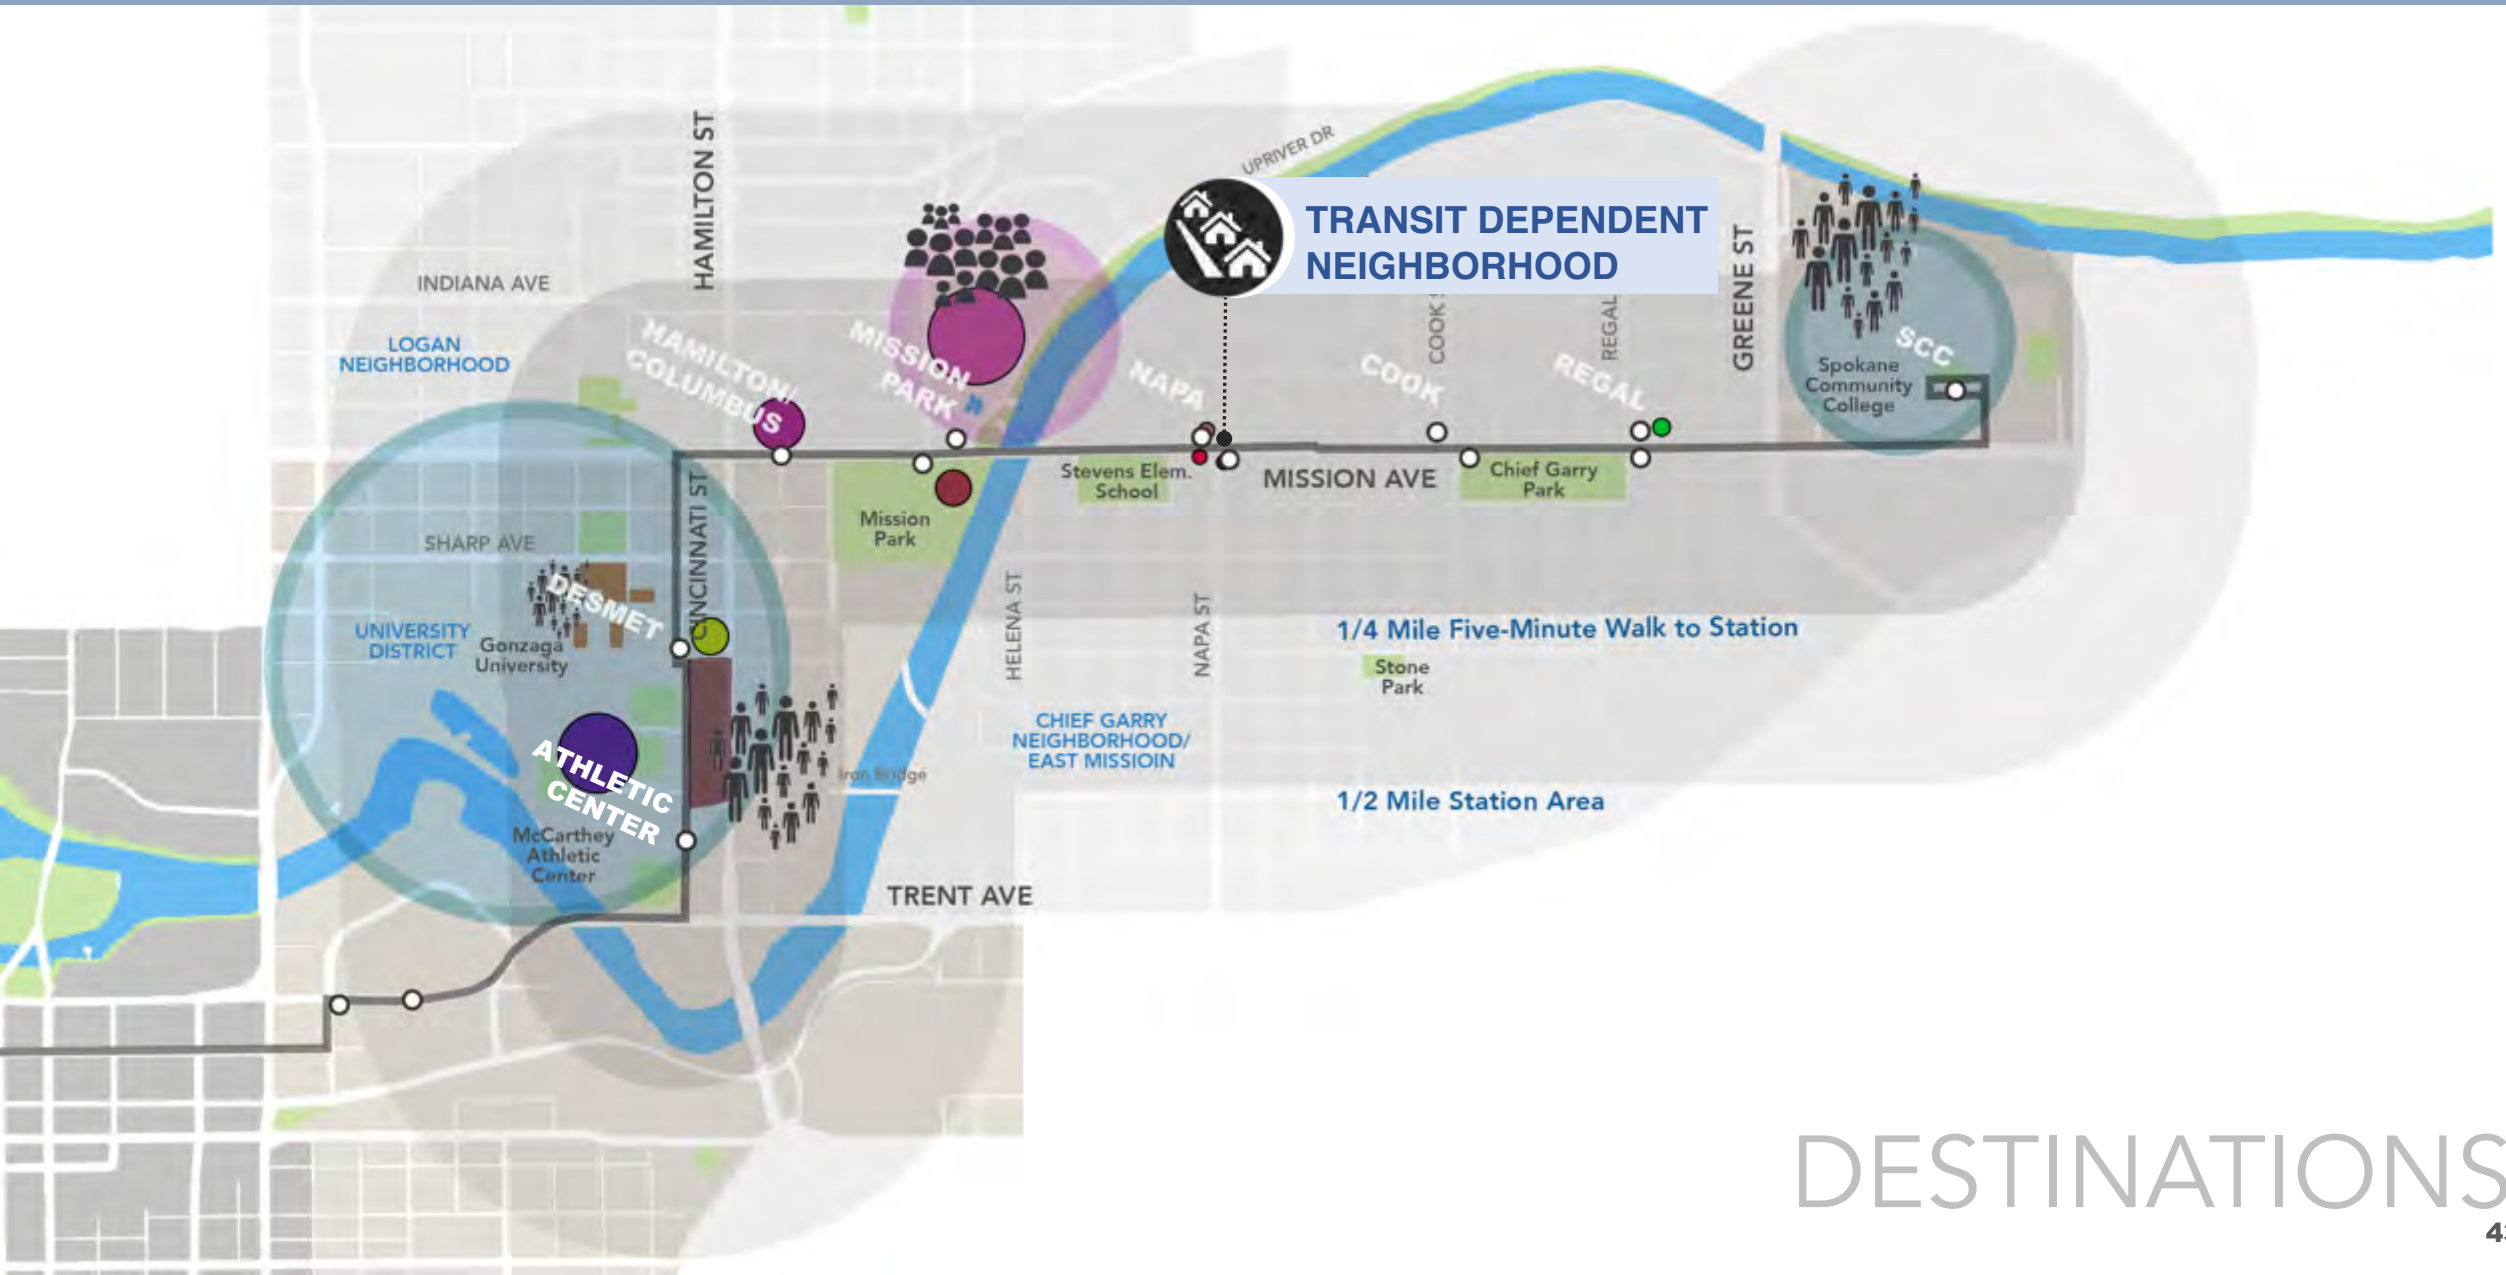 UPRIVER DR
HAMILTON ST
TRANSIT DEPENDENT
NEIGHBORHOOD
GREENE ST
INDIANA AVE
LOGAN
NEIGHBORHOOD
HAMILTON/
COLUMBUS
MISSION
PARK
NAPA
COOK
COOK
REGAL
REGAL
SCC
Spokane
Community
College
Stevens Elem.
School
MISSION AVE
Chief Garry
Park
CINCINNATI ST
Mission
Park
SHARP AVE
DESMET
UNIVERSITY
DISTRICT
Gonzaga
University
HELENA ST
NAPA ST
1/4 Mile Five-Minute Walk to Station
Stone
Park
CHIEF GARRY
NEIGHBORHOOD/
EAST MISSIOIN
ATHLETIC
CENTER
Iron Bridge
1/2 Mile Station Area
McCarthey
Athletic
Center
TRENT AVE
DESTINATIONS